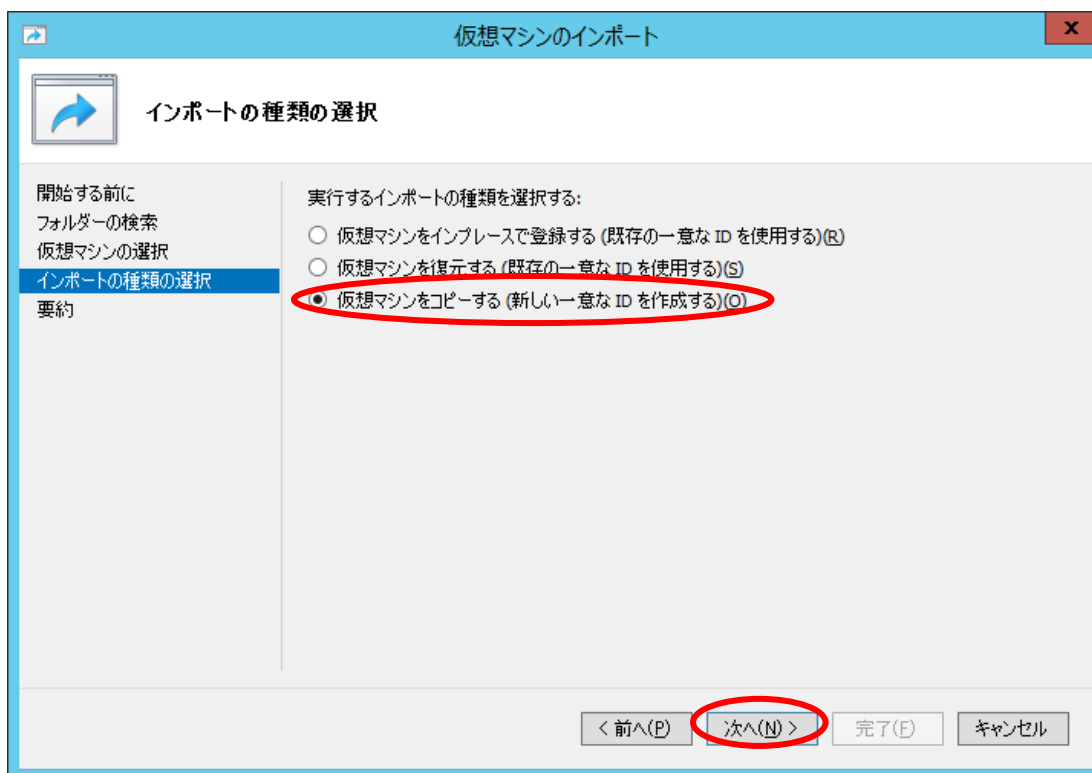 仮想マシンのインポート
x
インポートの種類の選択
開始する前に
フォルダーの検索
仮想マシンの選択
インポートの種類の選択
要約
実行するインポートの種類を選択する:
仮想マシンをインプレースで登録する (既存の一意な ID を使用する)(R)
仮想マシンを復元する (既存の一意な ID を使用する)(S)
仮想マシンをコピーする (新しい一意な ID を作成する)(O)
< 前へ(P)
次へ(N) >
完了(F)
キャンセル